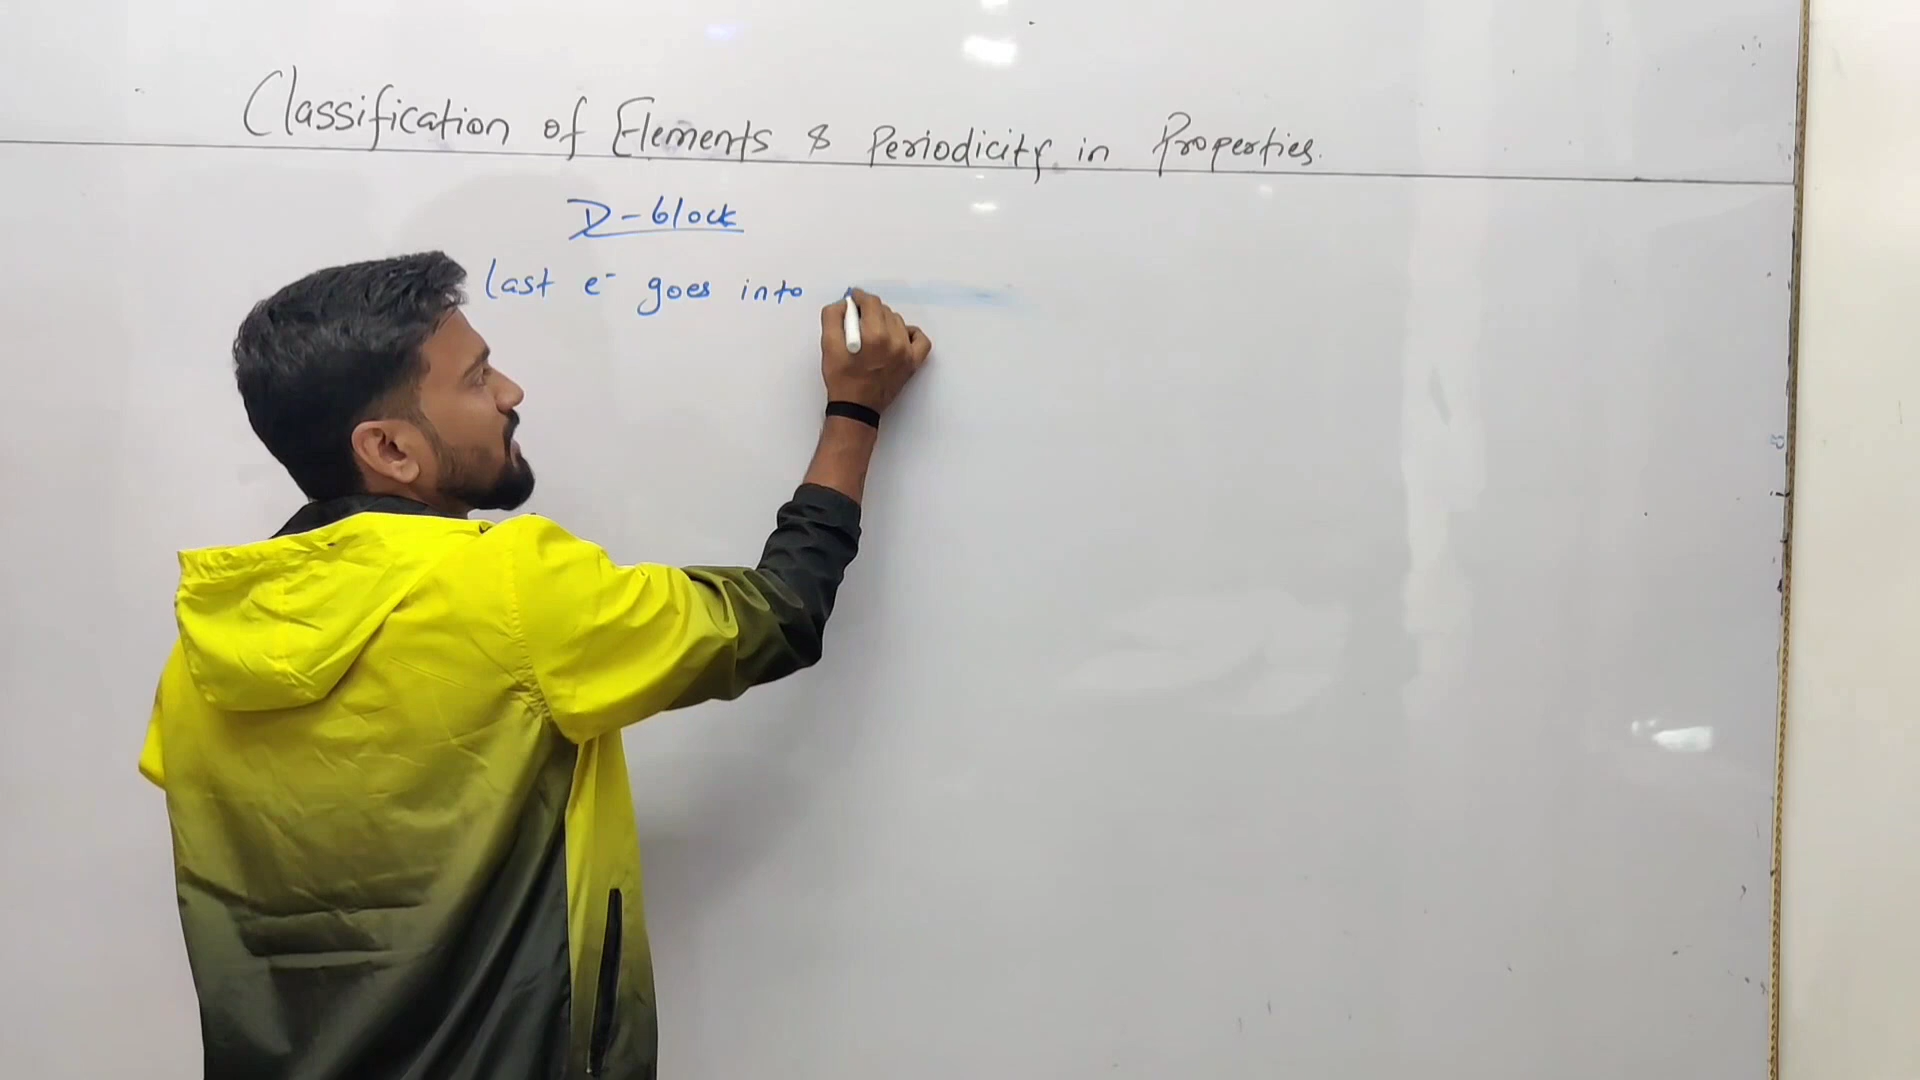 Classification of Elements & Periodicity in Properties.
D-block
last e⁻ goes into